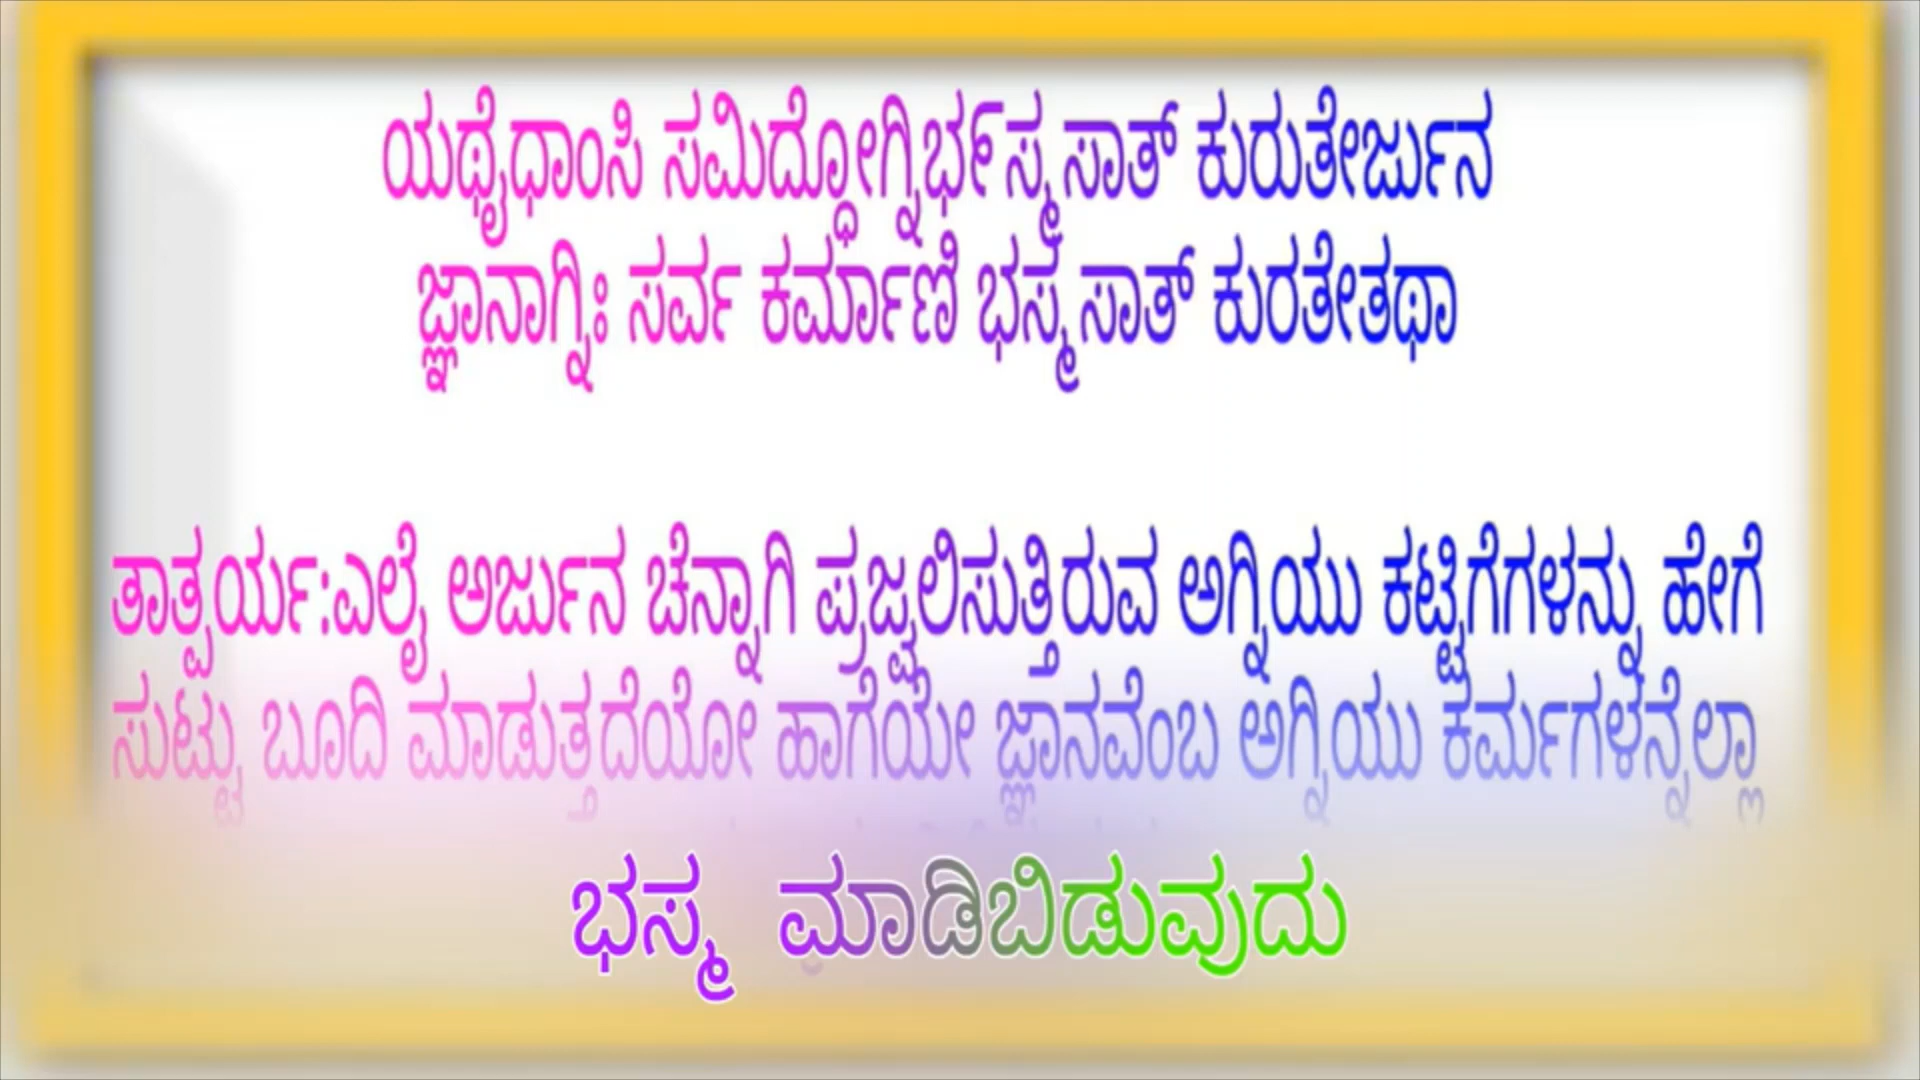 ಯಥೈಧಾಂಸಿ ಸಮಿದ್ಧೋಗ್ನಿರ್ಭಸ್ಮಸಾತ್ ಕುರುತೇರ್ಜುನ
ಜ್ಞಾನಾಗ್ನಿಃ ಸರ್ವ ಕರ್ಮಾಣಿ ಭಸ್ಮಸಾತ್ ಕುರತೇತಥಾ
ತಾತ್ಪರ್ಯ:ಎಲೈ ಅರ್ಜುನ ಚೆನ್ನಾಗಿ ಪ್ರಜ್ವಲಿಸುತ್ತಿರುವ ಅಗ್ನಿಯು ಕಟ್ಟಿಗೆಗಳನ್ನು ಹೇಗೆ
ಸುಟ್ಟು ಬೂದಿ ಮಾಡುತ್ತದೆಯೋ ಹಾಗೆಯೇ ಜ್ಞಾನವೆಂಬ ಅಗ್ನಿಯು ಕರ್ಮಗಳನ್ನೆಲ್ಲಾ
ಭಸ್ಮ ಮಾಡಿಬಿಡುವುದು